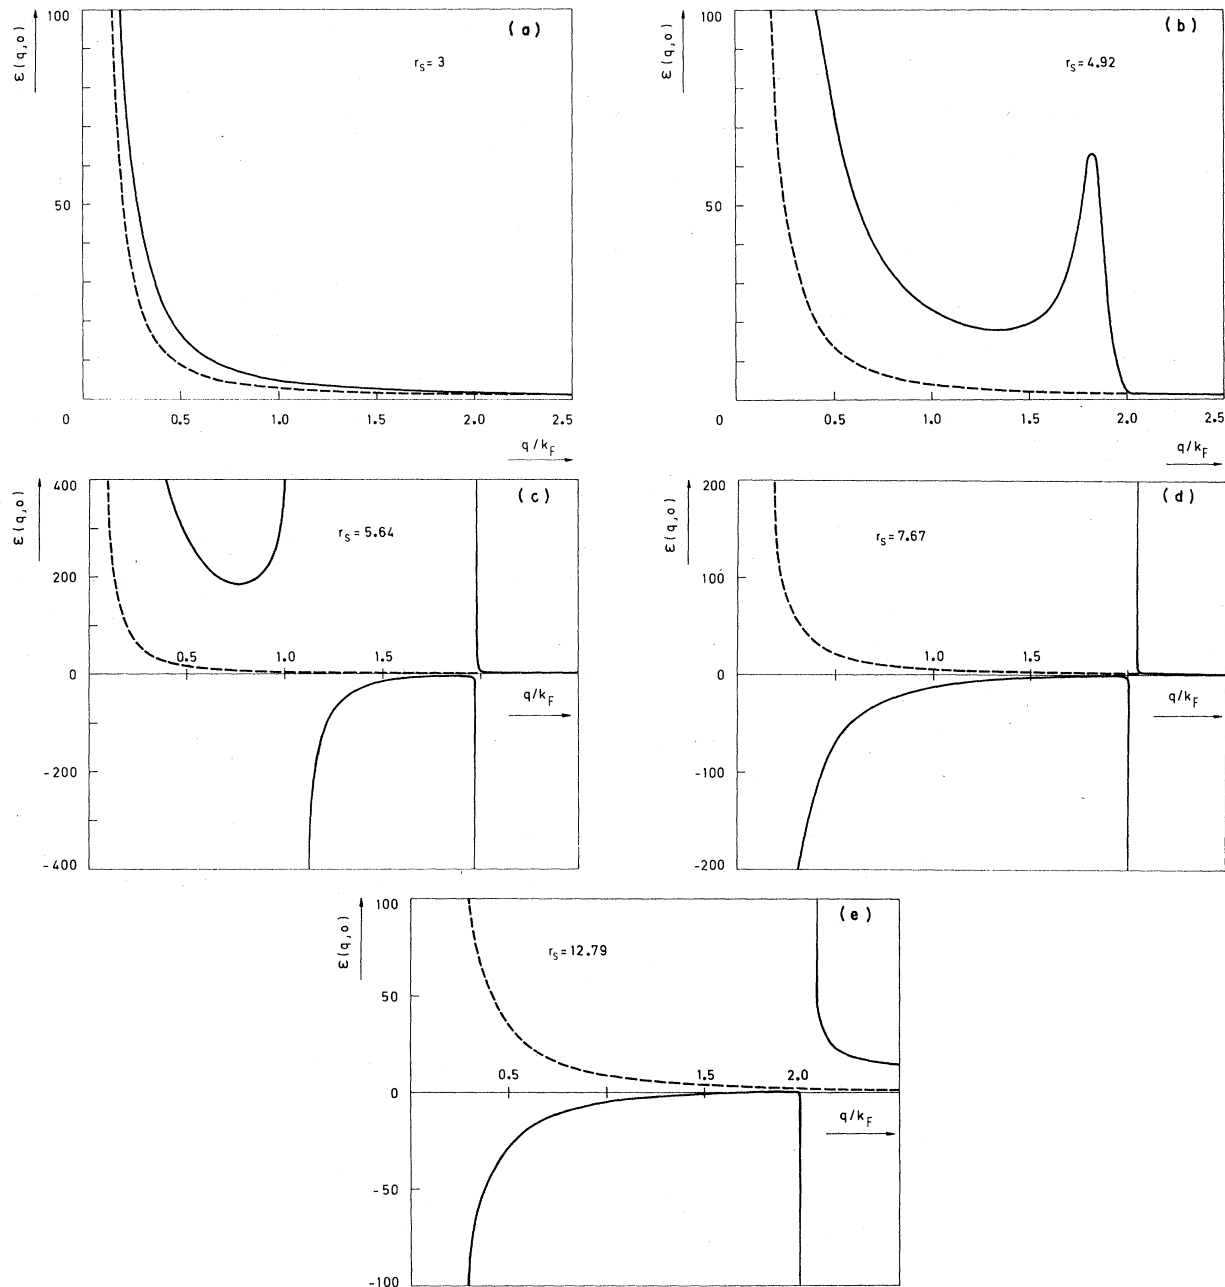 ε(q,o)
100
50
0
(a)
r_S = 3
0.5 1.0 1.5 2.0 2.5
q/k_F
ε(q,o)
100
50
0
(b)
r_S = 4.92
0.5 1.0 1.5 2.0 2.5
q/k_F
ε(q,o)
400
200
0
-200
-400
(c)
r_S = 5.64
0.5 1.0 1.5
q/k_F
ε(q,o)
200
100
0
-100
-200
(d)
r_S = 7.67
1.0 1.5
q/k_F
ε(q,o)
100
50
0
-50
-100
(e)
r_S = 12.79
0.5 1.5 2.0
q/k_F